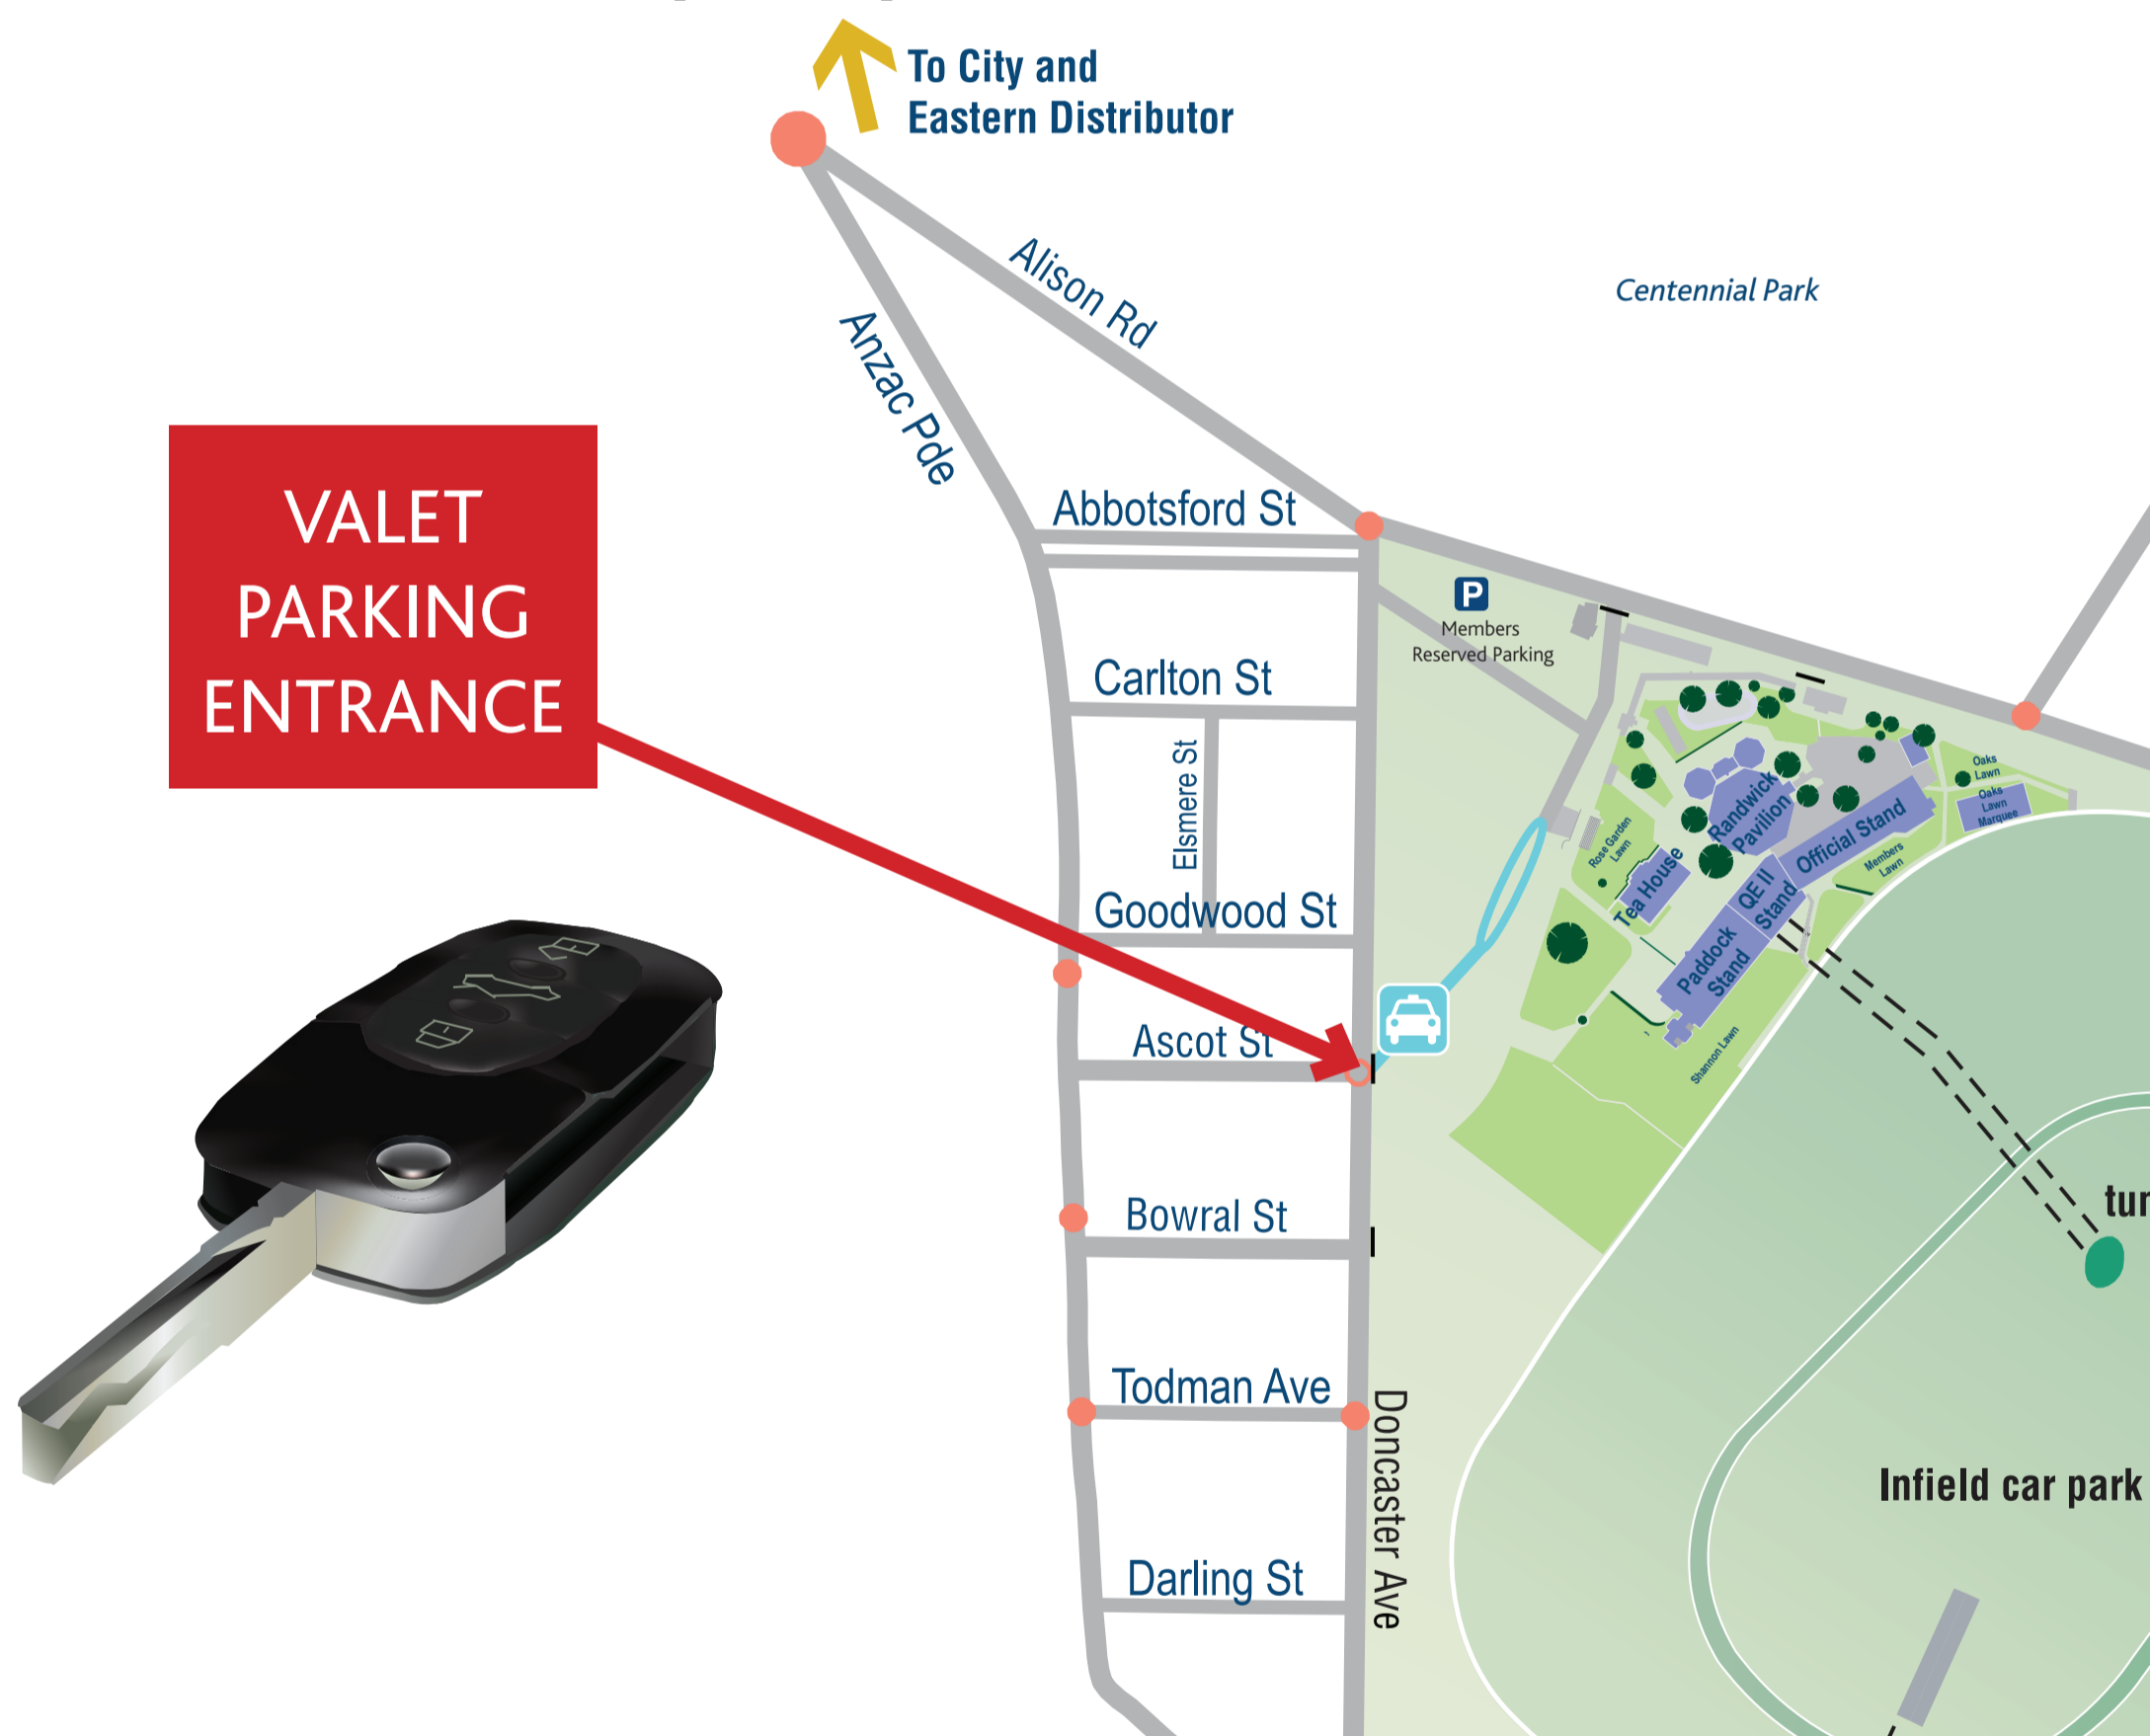 To City and
Eastern Distributor
Alison Rd
Anzac Pde
Centennial Park
VALET
PARKING
ENTRANCE
Abbotsford St
P
Members
Reserved Parking
Carlton St
Elsmere St
Goodwood St
Ascot St
Bowral St
Todman Ave
Darling St
Doncaster Ave
Oaks
Lawn
Oaks
Lawn
Marquee
Randwick
Pavilion
Official Stand
Members
Lawn
Rose Garden
Lawn
Tea House
QE II
Stand
Paddock
Stand
Shannon Lawn
tur
Infield car park